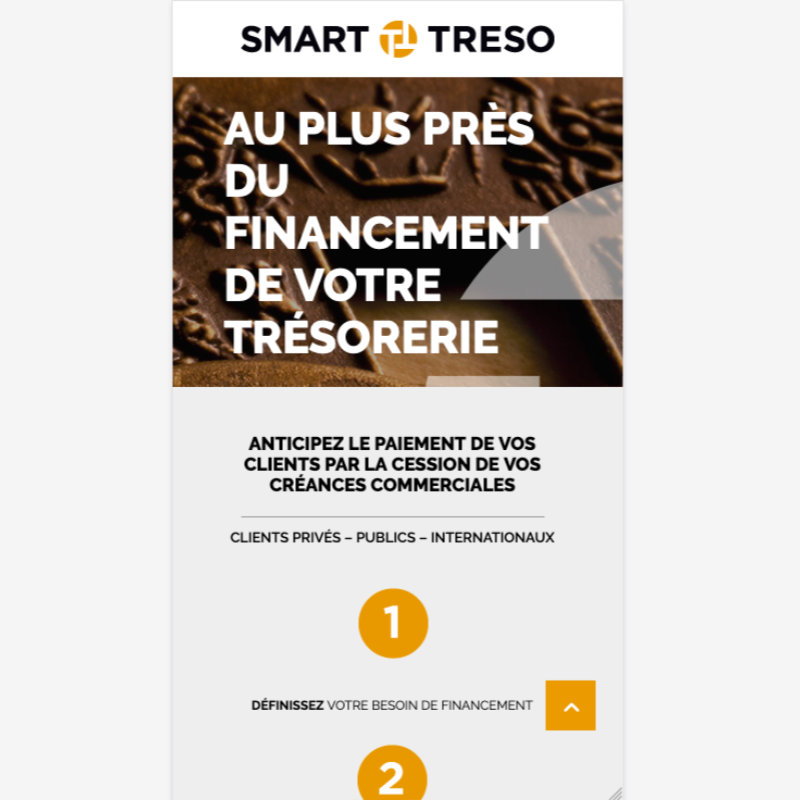 SMART TRESO
AU PLUS PRÈS
DU
FINANCEMENT
DE VOTRE
TRÉSORERIE
ANTICIPEZ LE PAIEMENT DE VOS
CLIENTS PAR LA CESSION DE VOS
CRÉANCES COMMERCIALES
CLIENTS PRIVÉS – PUBLICS – INTERNATIONAUX
1
DÉFINISSEZ VOTRE BESOIN DE FINANCEMENT
2